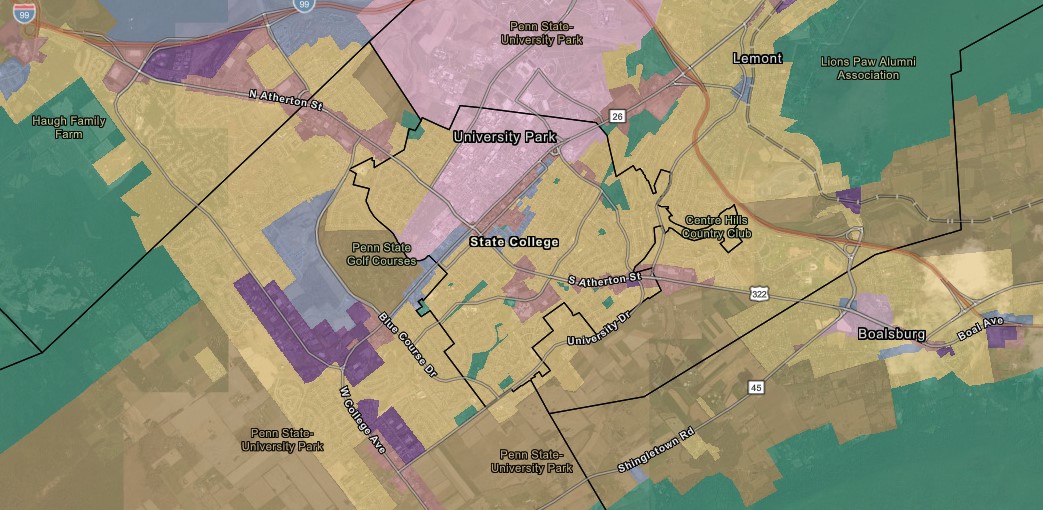 99
99
Penn State-
University Park
Lemont
Lions Paw Alumni
Association
N Atherton St
Haugh Family
Farm
26
University Park
Centre Hills
Country Club
State College
Penn State
Golf Courses
S Atherton St
322
Blue Course Dr
University Dr
Boalsburg
Boal Ave
45
W College Ave
Penn State-
University Park
Penn State-
University Park
Shingletown Rd